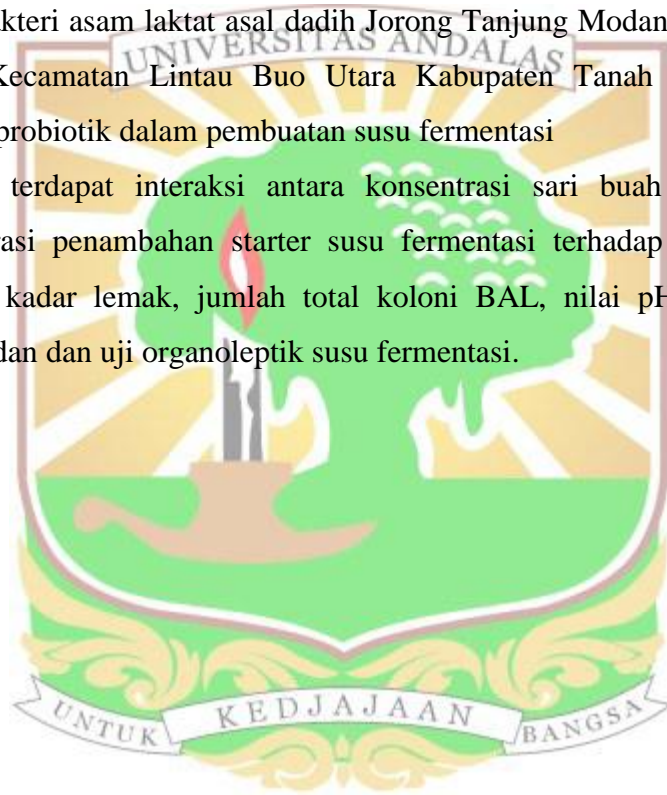 akteri asam laktat asal dadih Jorong Tanjung Modan
UNIVERSITAS ANDALAS
Kecamatan Lintau Buo Utara Kabupaten Tanah
probiotik dalam pembuatan susu fermentasi
terdapat interaksi antara konsentrasi sari buah
rasi penambahan starter susu fermentasi terhadap
kadar lemak, jumlah total koloni BAL, nilai pH
dan dan uji organoleptik susu fermentasi.
UNTUK KEDJAJAAN BANGSA